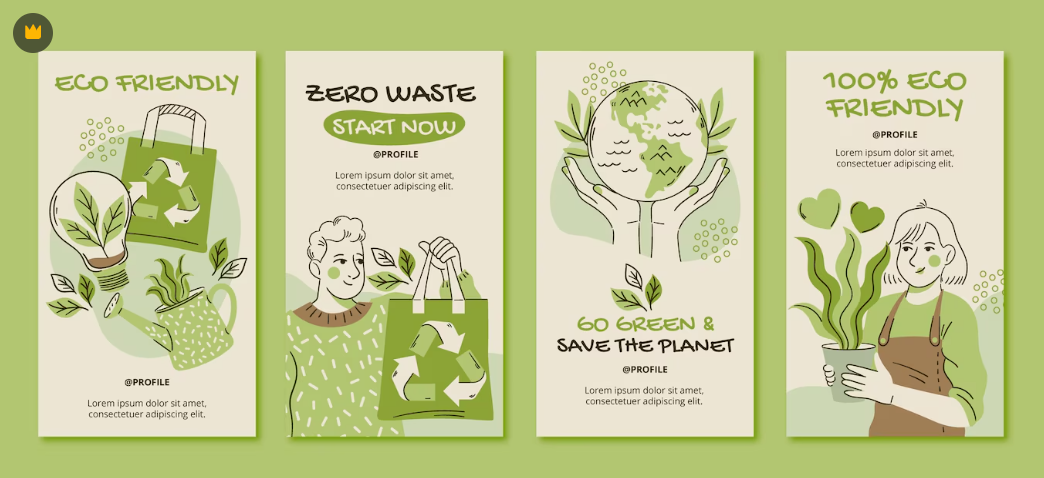 ECO FRIENDLY
@PROFILE
Lorem ipsum dolor sit amet,
consectetuer adipiscing elit.
ZERO WASTE
START NOW
@PROFILE
Lorem ipsum dolor sit amet,
consectetuer adipiscing elit.
GO GREEN &
SAVE THE PLANET
@PROFILE
Lorem ipsum dolor sit amet,
consectetuer adipiscing elit.
100% ECO
FRIENDLY
@PROFILE
Lorem ipsum dolor sit amet,
consectetuer adipiscing elit.